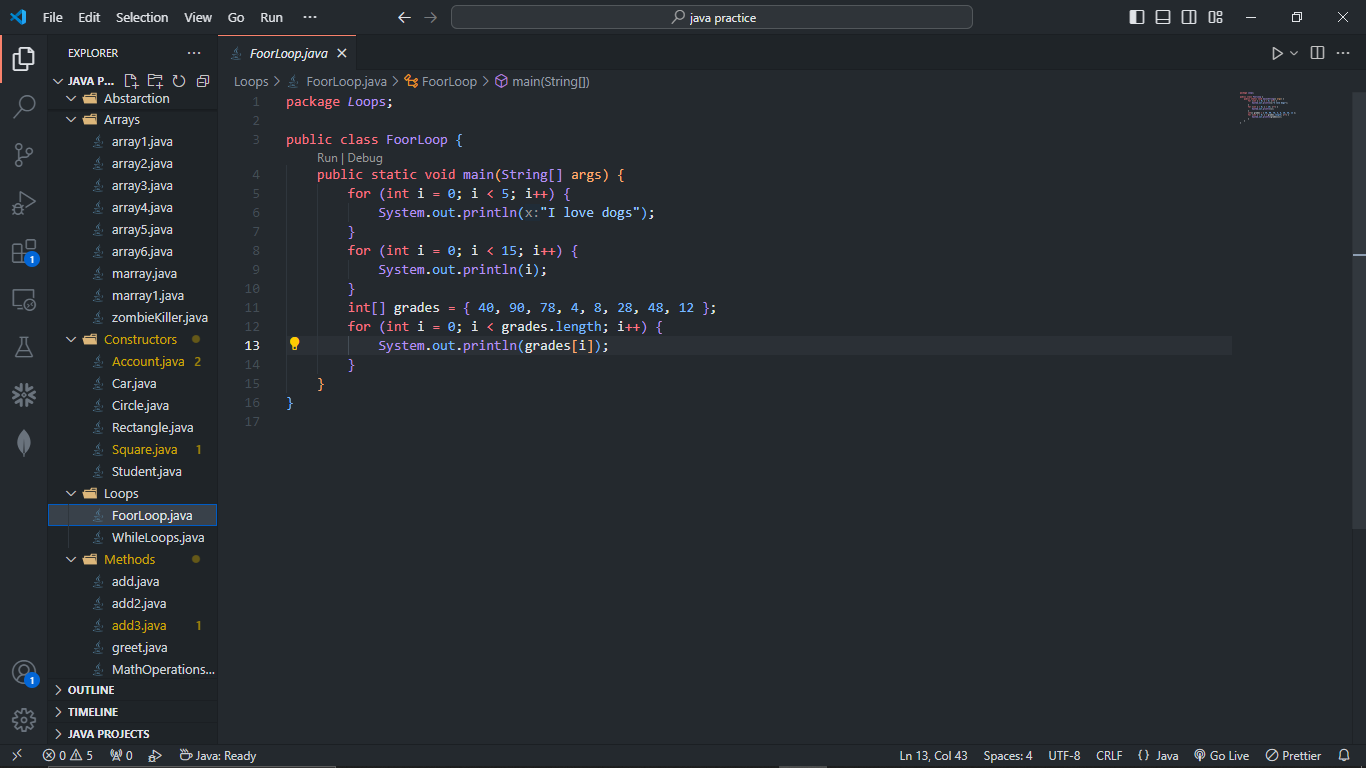 File Edit Selection View Go Run ··· java practice
EXPLORER ···
JAVA P...
Abstarction
Arrays
array1.java
array2.java
array3.java
array4.java
array5.java
array6.java
marray.java
marray1.java
zombieKiller.java
Constructors
Account.java 2
Car.java
Circle.java
Rectangle.java
Square.java 1
Student.java
Loops
FoorLoop.java
WhileLoops.java
Methods
add.java
add2.java
add3.java 1
greet.java
MathOperations...
OUTLINE
TIMELINE
JAVA PROJECTS
1
1
FoorLoop.java
Loops > FoorLoop.java > FoorLoop > main(String[])
1 package Loops;
2
3 public class FoorLoop {
Run | Debug
4 public static void main(String[] args) {
5 for (int i = 0; i < 5; i++) {
6 System.out.println(x:"I love dogs");
7 }
8 for (int i = 0; i < 15; i++) {
9 System.out.println(i);
10 }
11 int[] grades = { 40, 90, 78, 4, 8, 28, 48, 12 };
12 for (int i = 0; i < grades.length; i++) {
13 System.out.println(grades[i]);
14 }
15 }
16 }
17
0 5 0 Java: Ready Ln 13, Col 43 Spaces: 4 UTF-8 CRLF {} Java Go Live Prettier